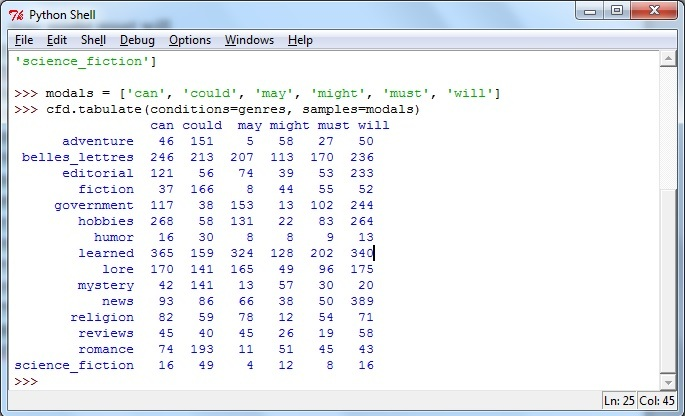 Python Shell
File Edit Shell Debug Options Windows Help
'science_fiction']
>>> modals = ['can', 'could', 'may', 'might', 'must', 'will']
>>> cfd.tabulate(conditions=genres, samples=modals)
can could may might must will
adventure 46 151 5 58 27 50
belles_lettres 246 213 207 113 170 236
editorial 121 56 74 39 53 233
fiction 37 166 8 44 55 52
government 117 38 153 13 102 244
hobbies 268 58 131 22 83 264
humor 16 30 8 8 9 13
learned 365 159 324 128 202 340
lore 170 141 165 49 96 175
mystery 42 141 13 57 30 20
news 93 86 66 38 50 389
religion 82 59 78 12 54 71
reviews 45 40 45 26 19 58
romance 74 193 11 51 45 43
science_fiction 16 49 4 12 8 16
>>>
Ln: 25 Col: 45